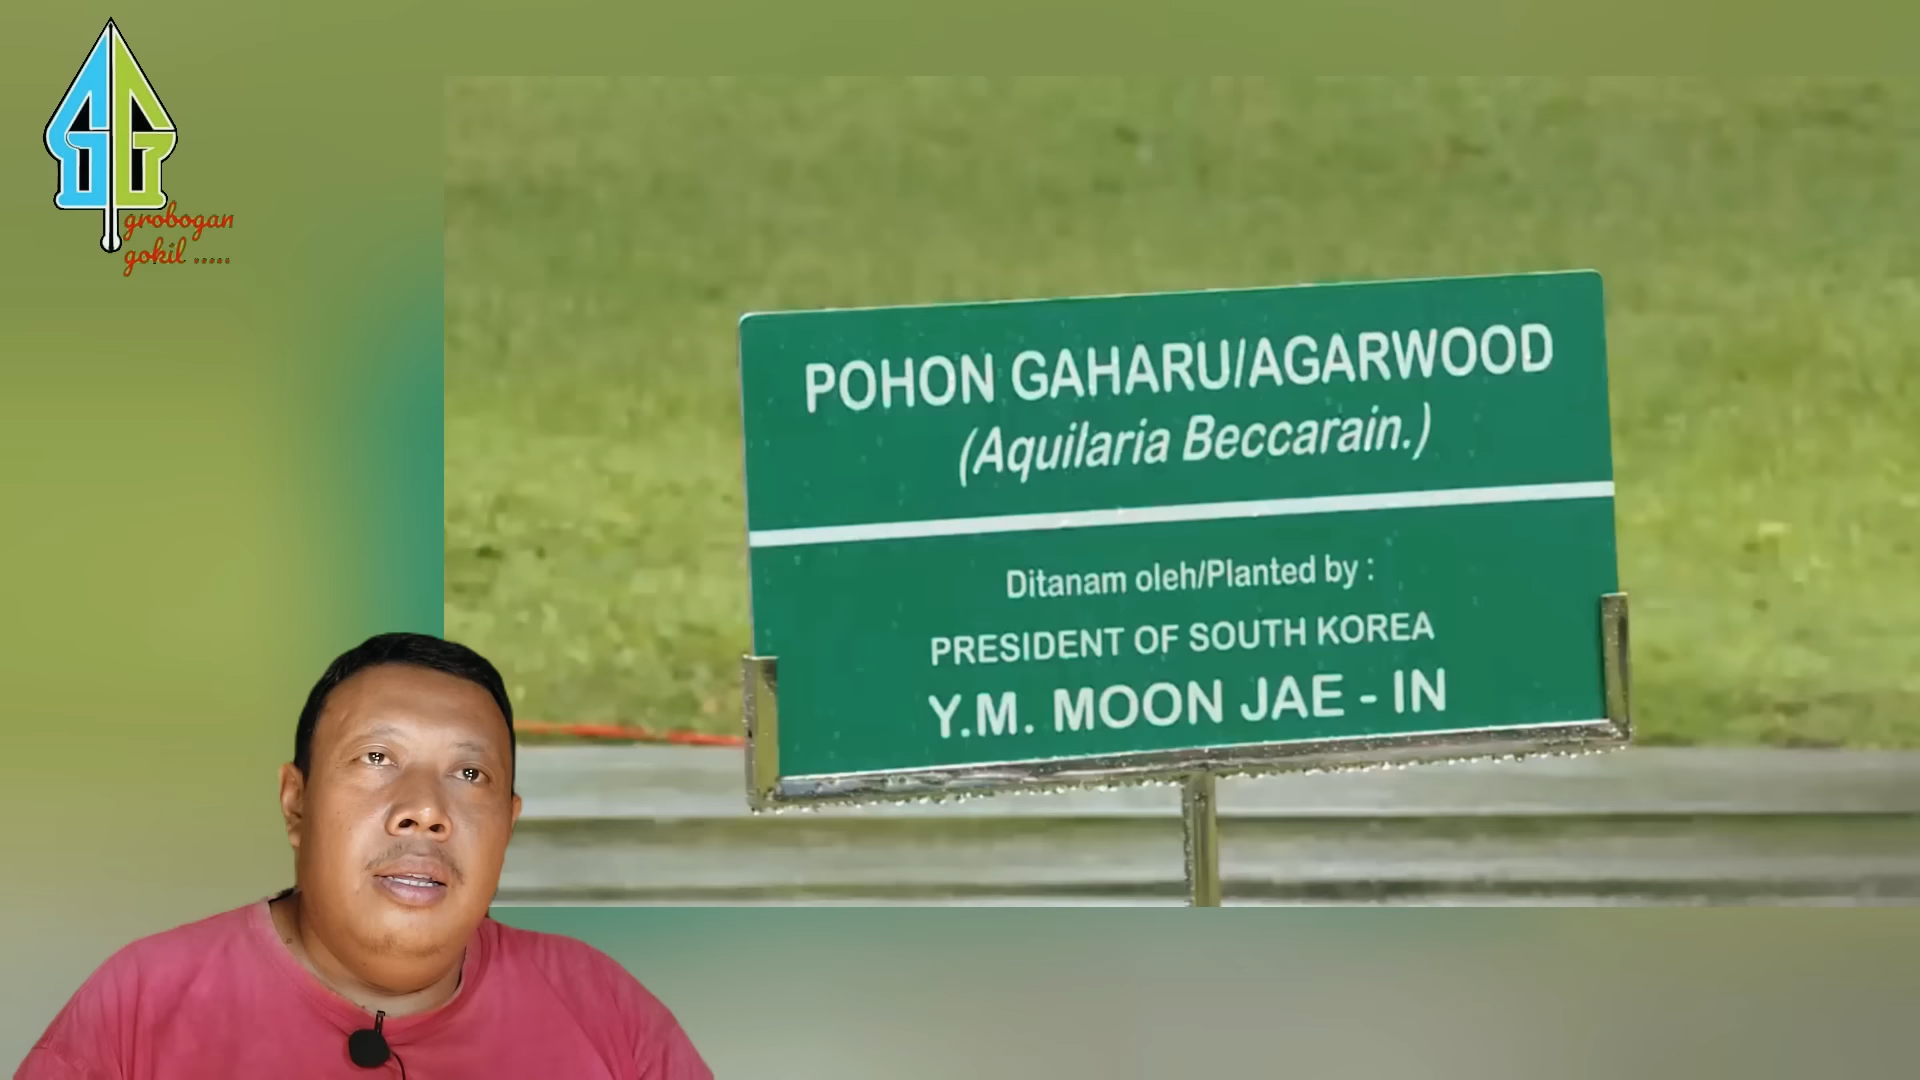 grobogan
gokil .....
POHON GAHARU/AGARWOOD
(Aquilaria Beccarain.)
Ditanam oleh/Planted by :
PRESIDENT OF SOUTH KOREA
Y.M. MOON JAE - IN